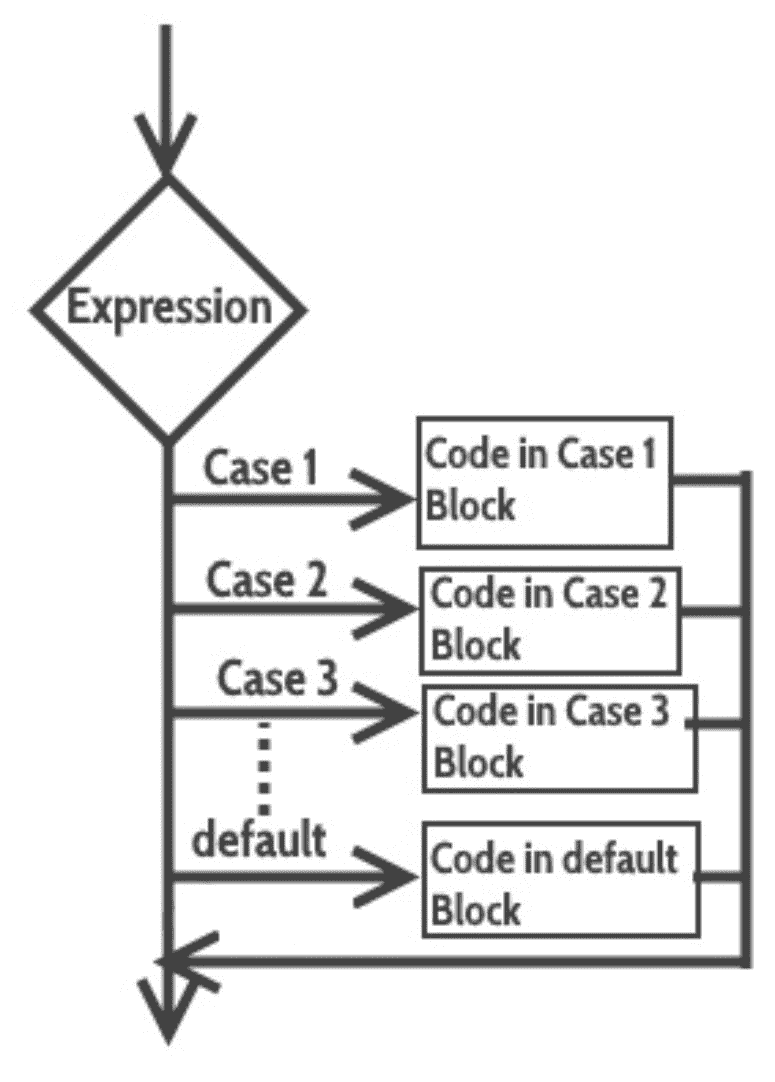 Expression
Case 1
Code in Case 1
Block
Case 2
Code in Case 2
Block
Case 3
Code in Case 3
Block
default
Code in default
Block